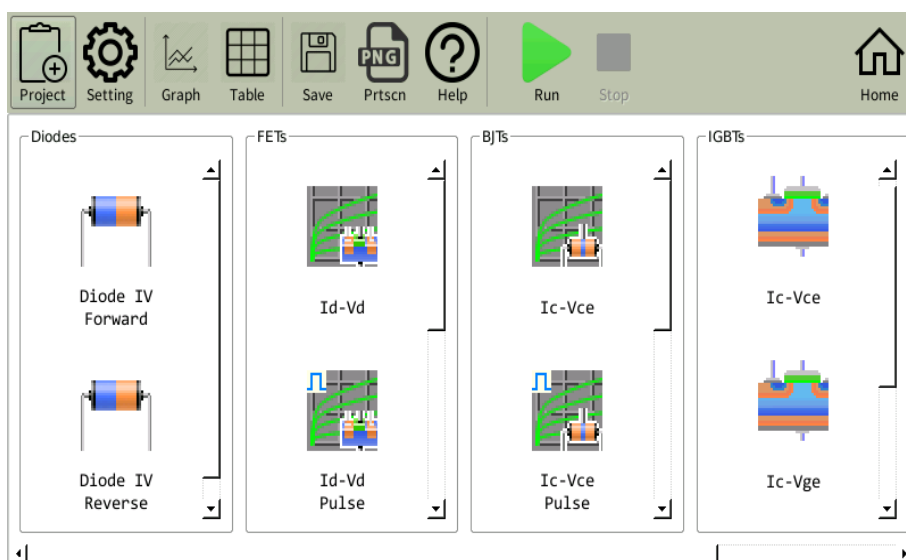 PNG
Project Setting Graph Table Save Prtscn Help Run Stop Home
Diodes FETs BJTs IGBTs
Diode IV
Forward
Id-Vd
Ic-Vce
Ic-Vce
Diode IV
Reverse
Id-Vd
Pulse
Ic-Vce
Pulse
Ic-Vge